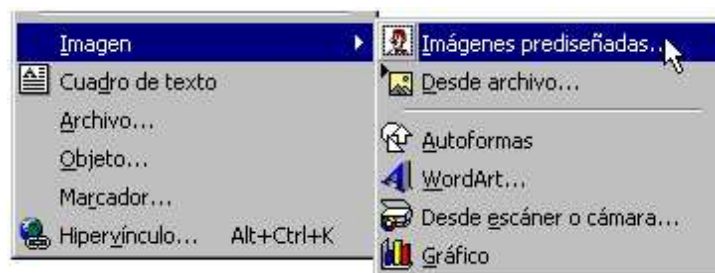 Imagen
Cuadro de texto
Archivo...
Objeto...
Marcador...
Hipervínculo... Alt+Ctrl+K
Imágenes prediseñadas...
Desde archivo...
Autoformas
WordArt...
Desde escáner o cámara...
Gráfico